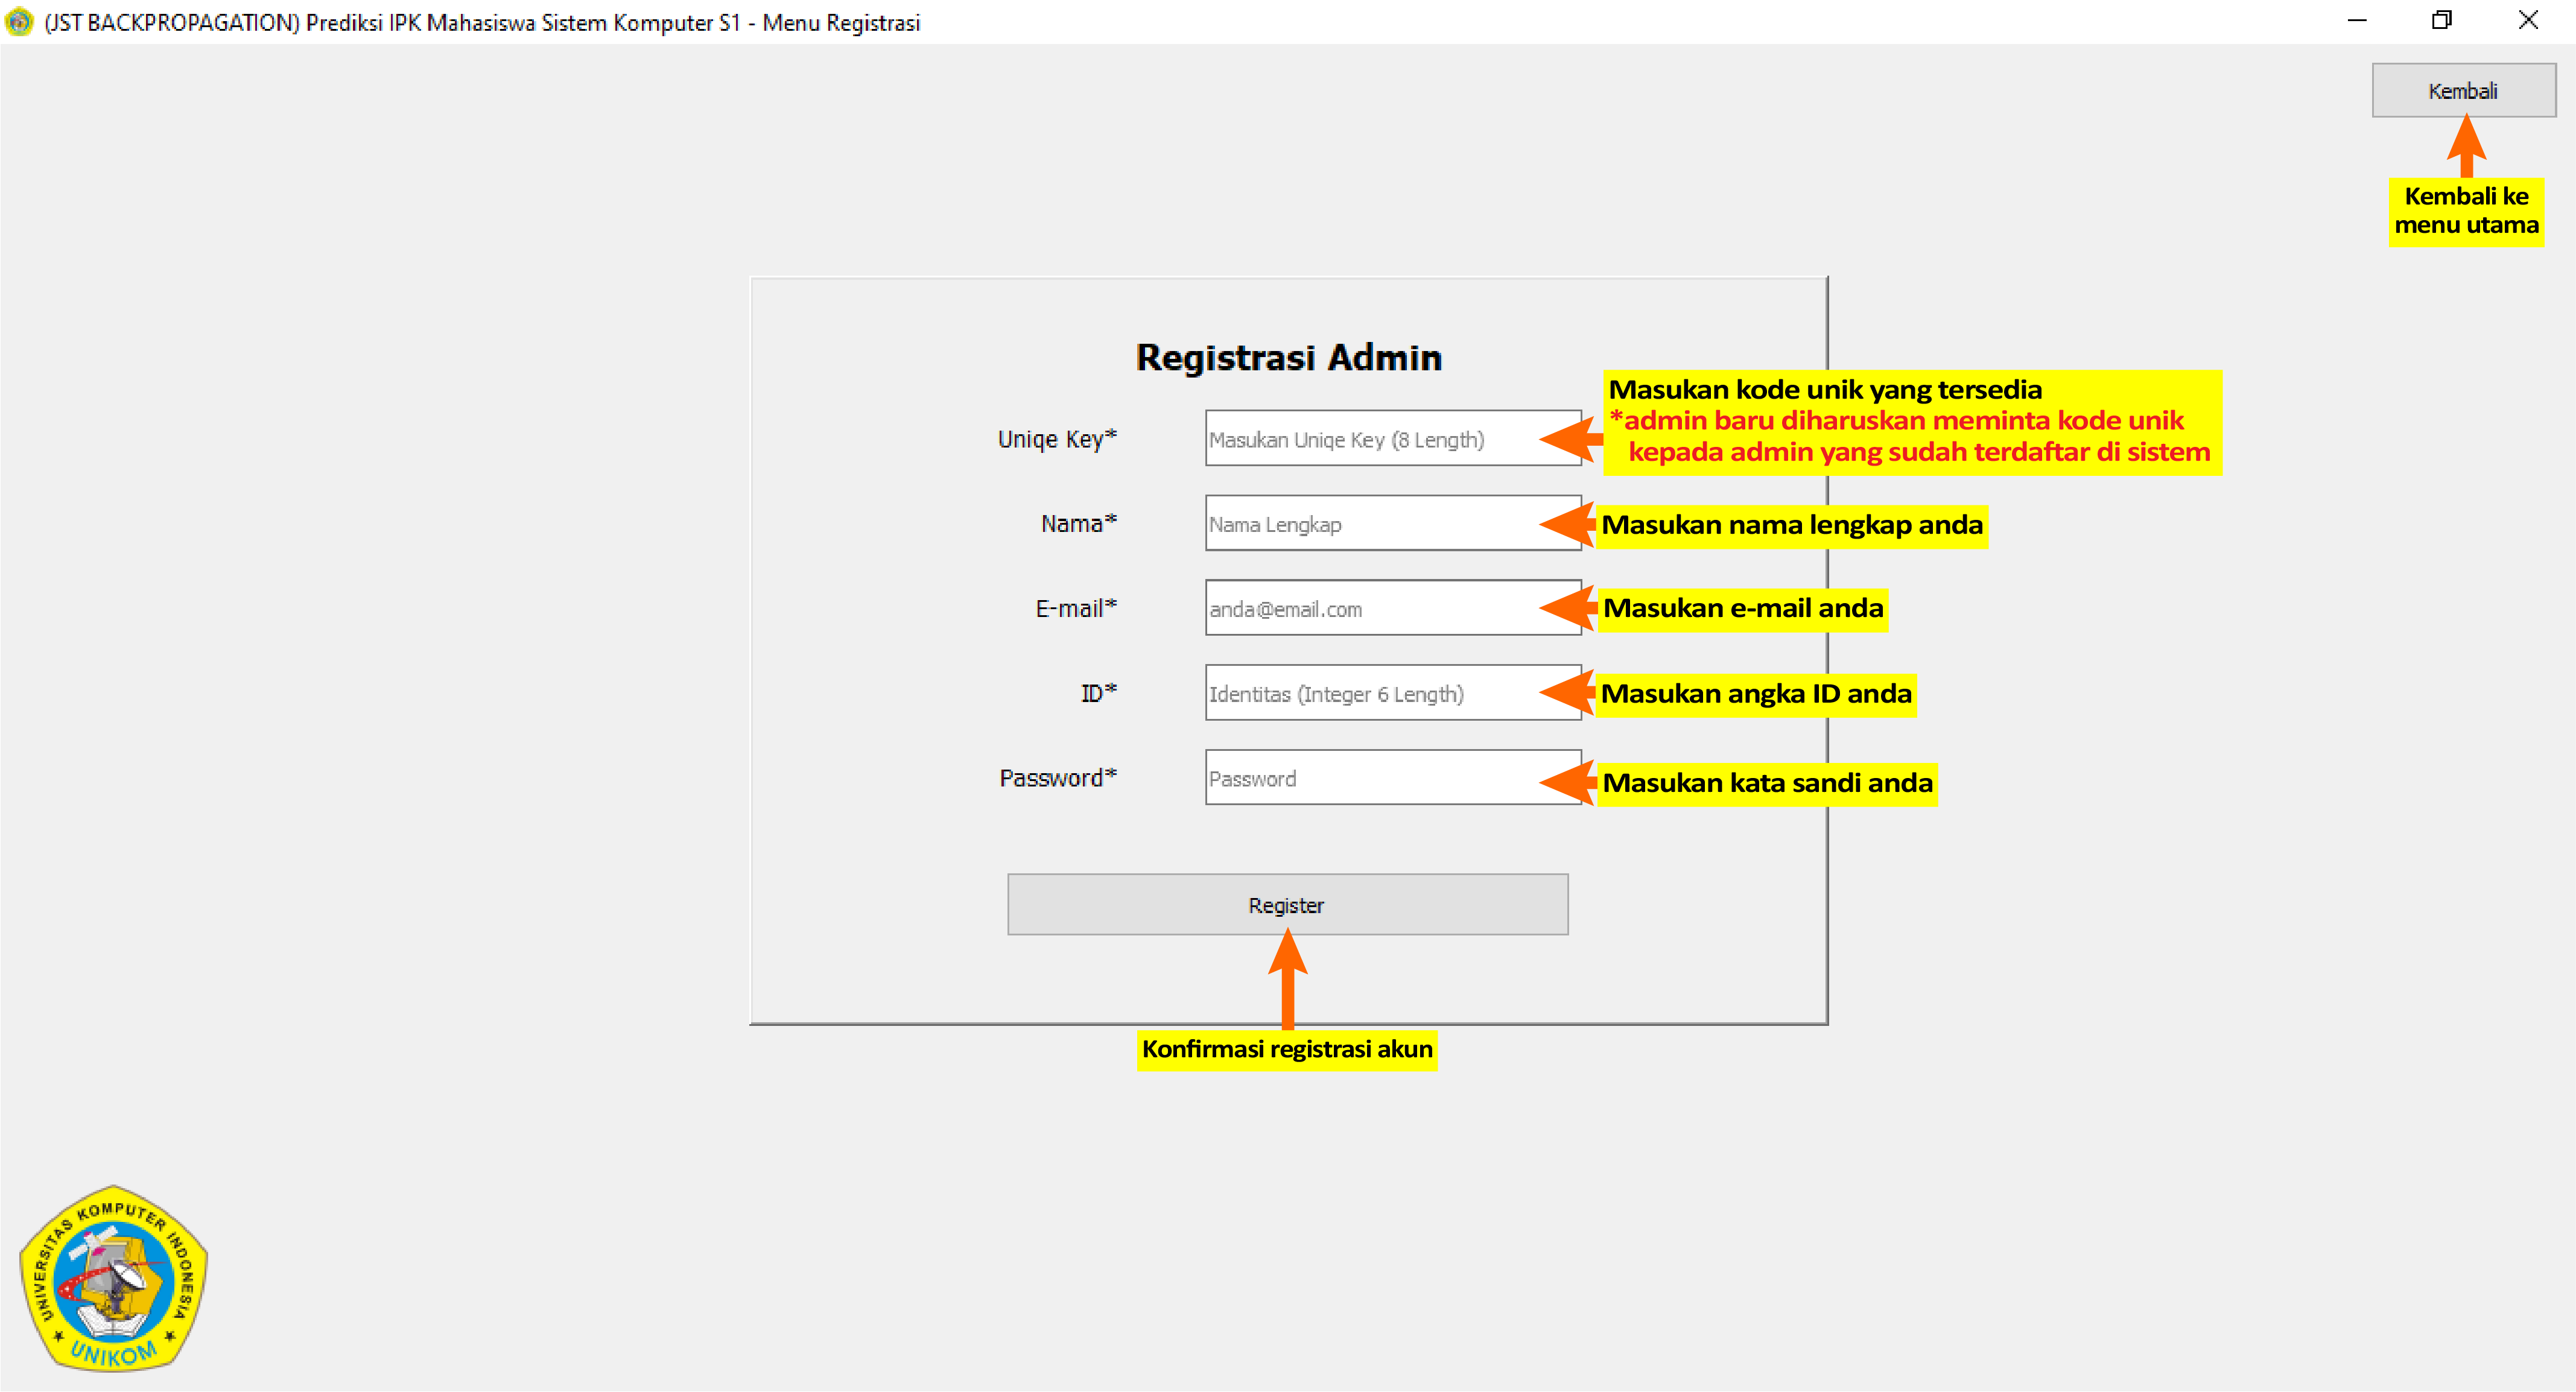 (JST BACKPROPAGATION) Prediksi IPK Mahasiswa Sistem Komputer S1 - Menu Registrasi
Kembali
Kembali ke
menu utama
Registrasi Admin
Uniqe Key*
Masukan Uniqe Key (8 Length)
Masukan kode unik yang tersedia
*admin baru diharuskan meminta kode unik
kepada admin yang sudah terdaftar di sistem
Nama*
Nama Lengkap
Masukan nama lengkap anda
E-mail*
anda@email.com
Masukan e-mail anda
ID*
Identitas (Integer 6 Length)
Masukan angka ID anda
Password*
Password
Masukan kata sandi anda
Register
Konfirmasi registrasi akun
UNIVERSITAS KOMPUTER INDONESIA
UNIKOM